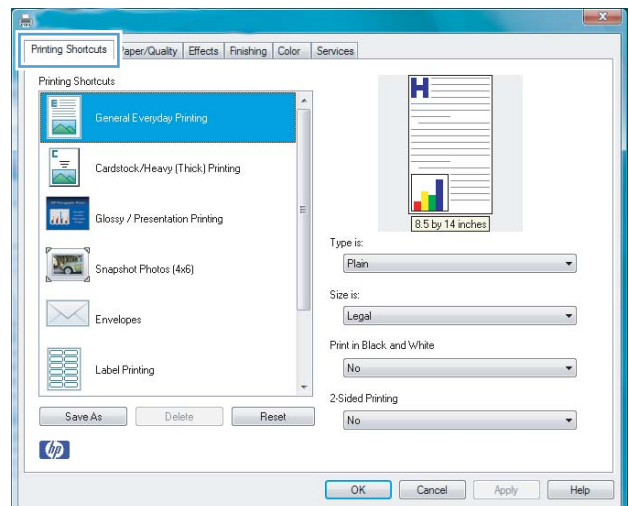 Printing Shortcuts
Paper/Quality
Effects
Finishing
Color
Services
Printing Shortcuts
General Everyday Printing
Cardstock/Heavy (Thick) Printing
Glossy / Presentation Printing
Snapshot Photos (4x6)
Envelopes
Label Printing
Save As
Delete
Reset
H
8.5 by 14 inches
Type is:
Plain
Size is:
Legal
Print in Black and White
No
2-Sided Printing
No
hp
OK
Cancel
Apply
Help